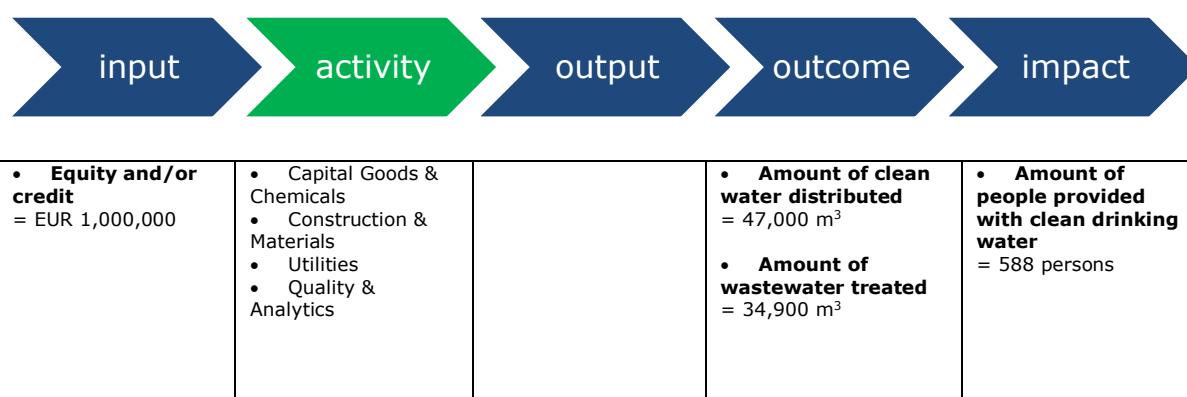 input
activity
output
outcome
impact
• Equity and/or
credit
= EUR 1,000,000
• Capital Goods &
Chemicals
• Construction &
Materials
• Utilities
• Quality &
Analytics
• Amount of clean
water distributed
= 47,000 m³
• Amount of
wastewater treated
= 34,900 m³
• Amount of
people provided
with clean drinking
water
= 588 persons